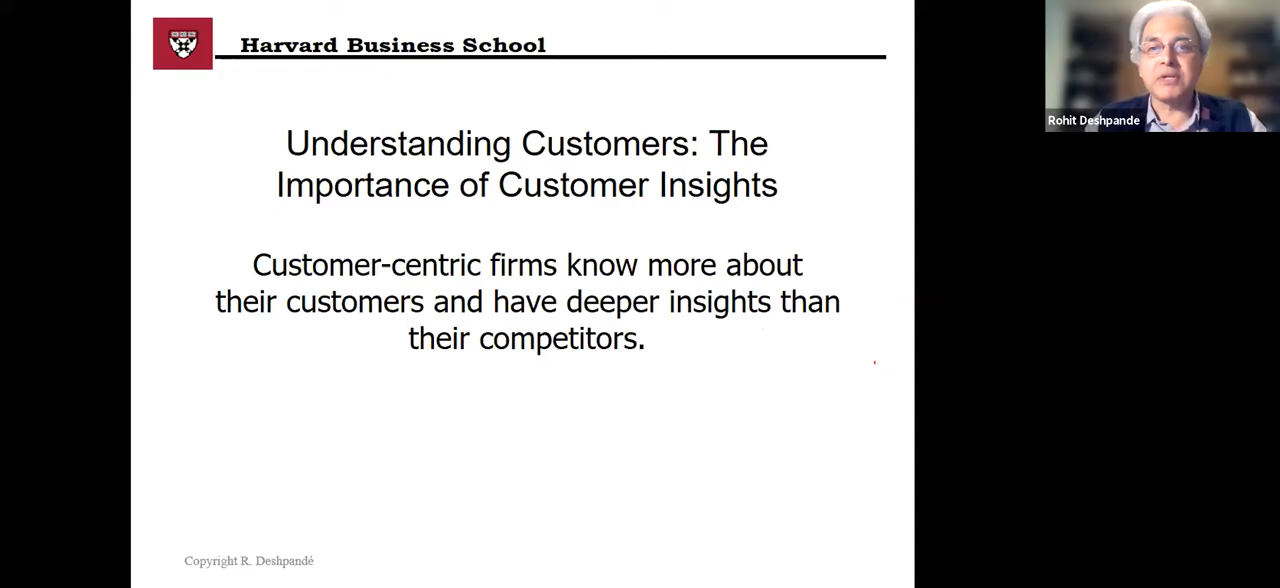 Harvard Business School
Rohit Deshpande
Understanding Customers: The
Importance of Customer Insights
Customer-centric firms know more about
their customers and have deeper insights than
their competitors.
Copyright R. Deshpandé